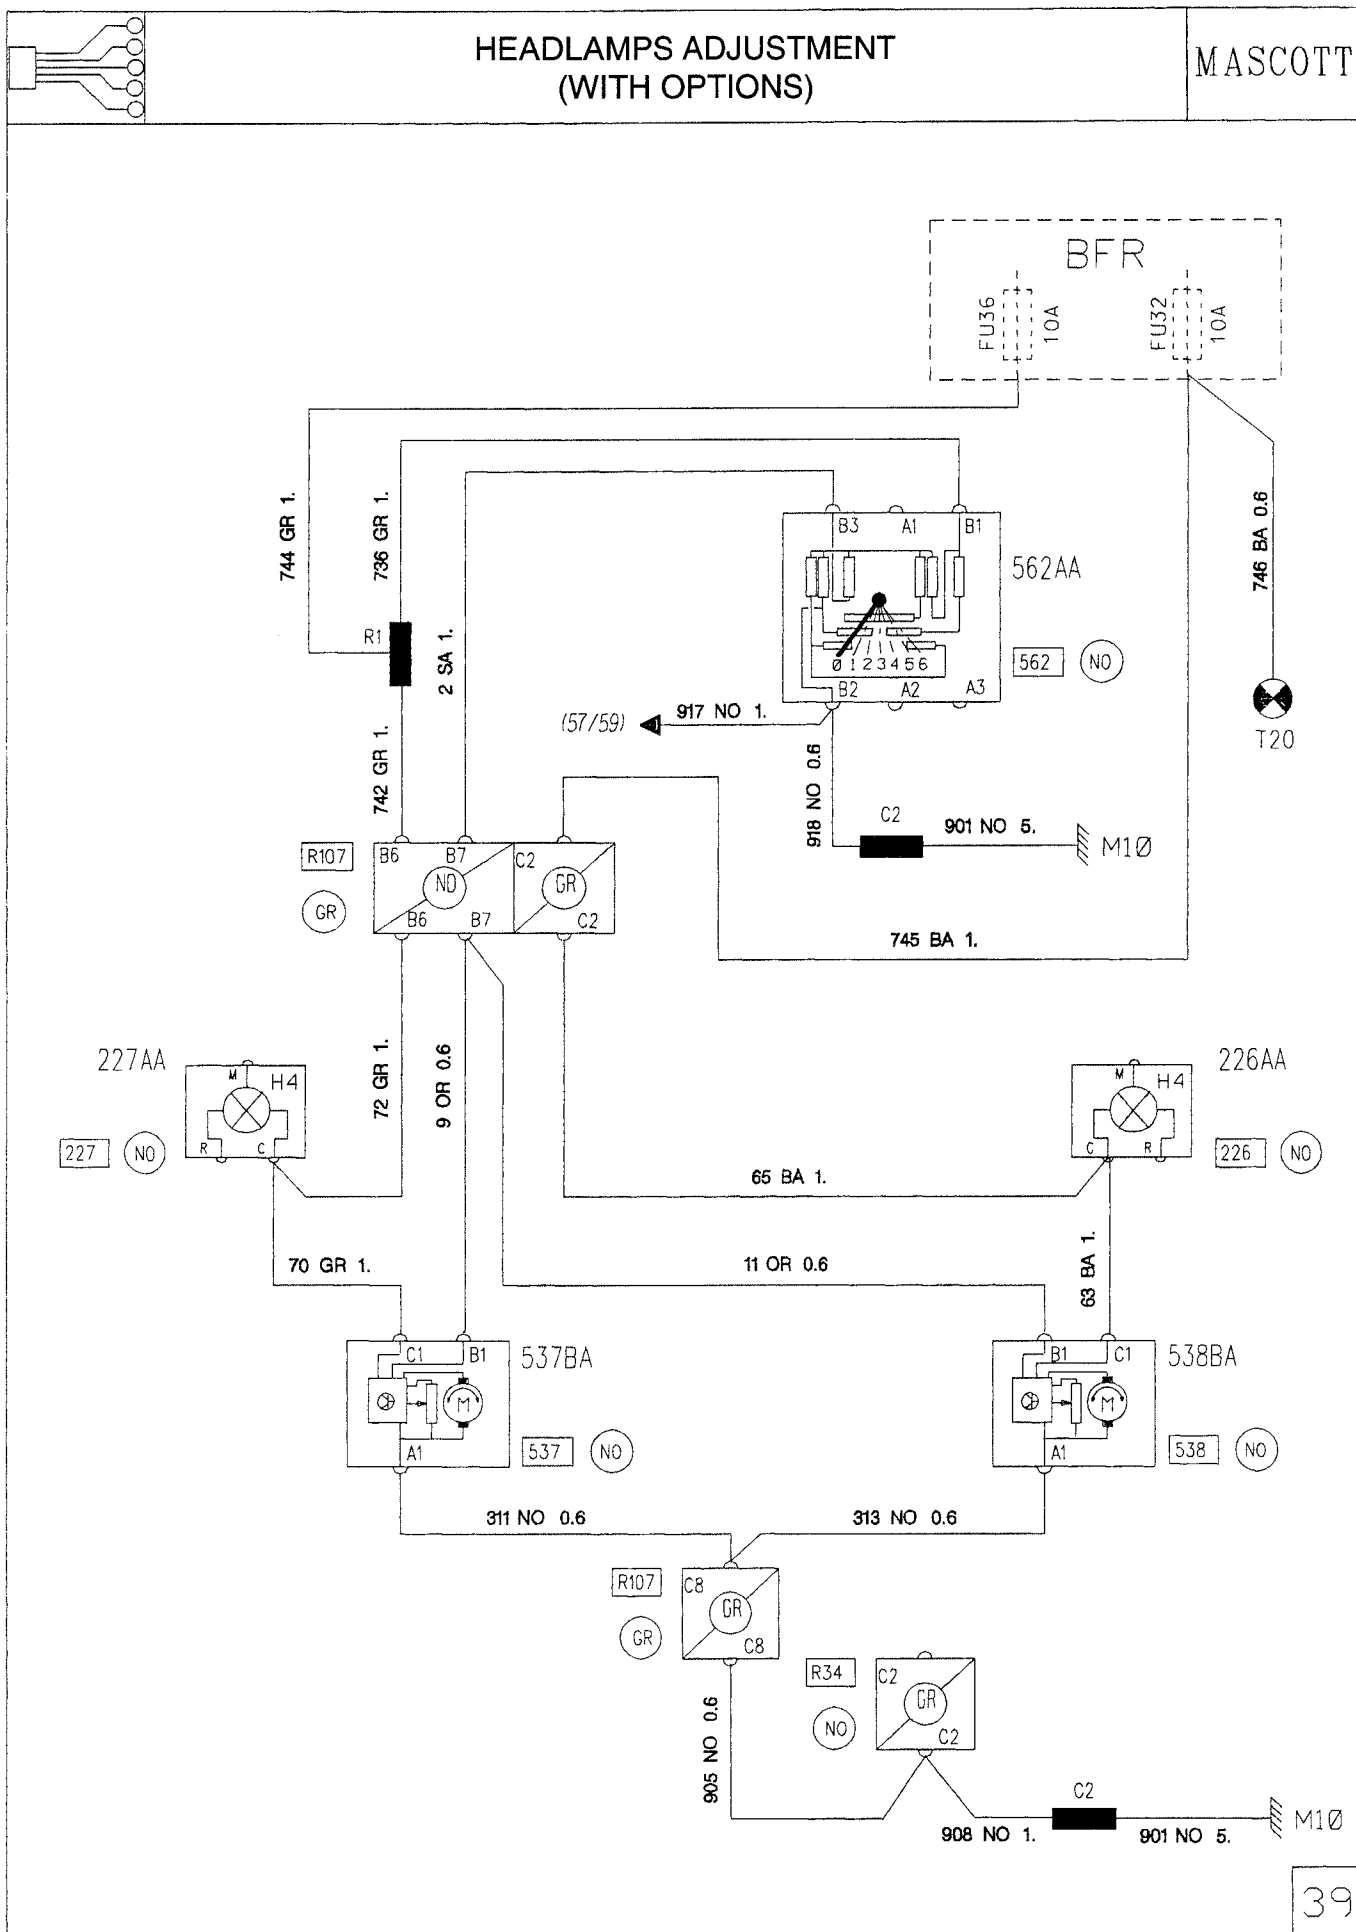 HEADLAMPS ADJUSTMENT
(WITH OPTIONS)
MASCOTT
BFR
FU36
10A
FU32
10A
744 GR 1.
736 GR 1.
2 SA 1.
R1
742 GR 1.
B3 A1 B1
562AA
0 1 2 3 4 5 6
562 NO
B2 A2 A3
746 BA 0.6
T20
(57/59)
917 NO 1.
918 NO 0.6
C2
901 NO 5.
M10
R107
GR
B6 B7 C2
NO GR
B6 B7 C2
745 BA 1.
227AA
M H4
R C
227 NO
72 GR 1.
9 OR 0.6
226AA
M H4
C R
226 NO
65 BA 1.
70 GR 1.
11 OR 0.6
63 BA 1.
C1 B1
537BA
M
A1
537 NO
B1 C1
538BA
M
A1
538 NO
311 NO 0.6
313 NO 0.6
R107
GR
C8
GR
C8
R34
NO
C2
GR
C2
905 NO 0.6
908 NO 1.
C2
901 NO 5.
M10
39